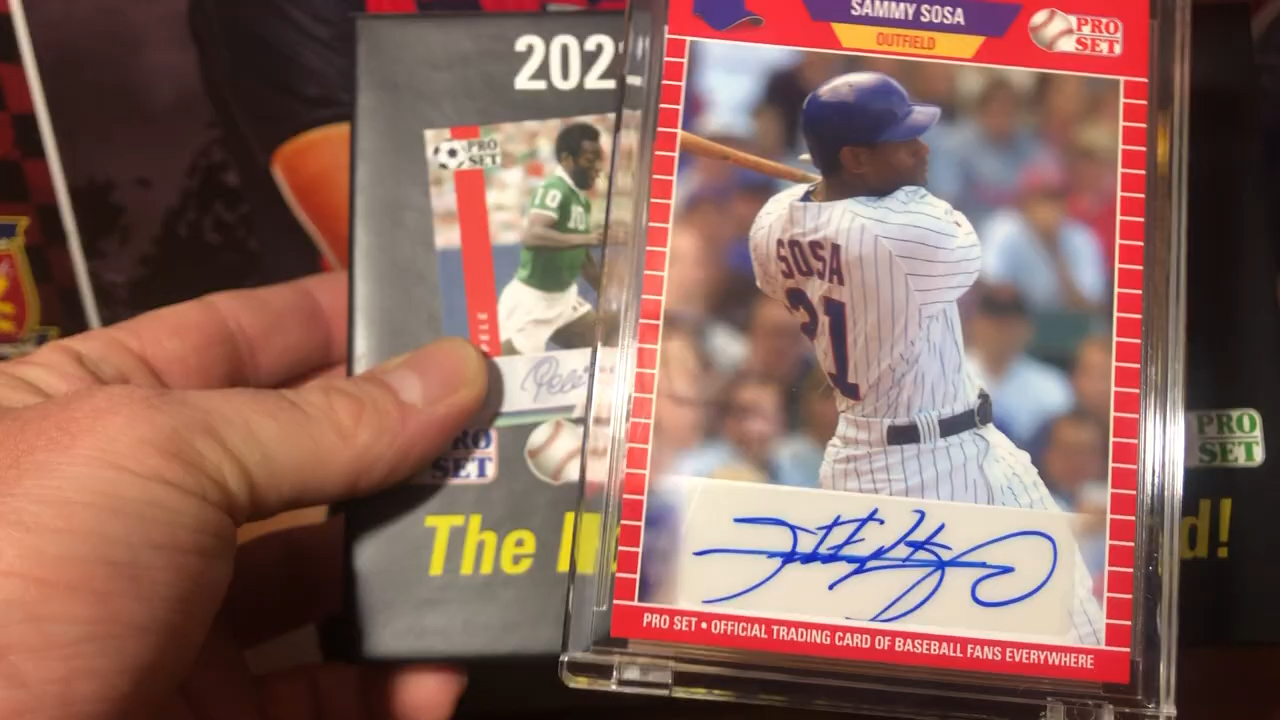 202
PRO
SET
10
PELE
Pelé
RO
SET
The N
SAMMY SOSA
OUTFIELD
PRO
SET
SOSA
21
PRO SET • OFFICIAL TRADING CARD OF BASEBALL FANS EVERYWHERE
PRO
SET
d!